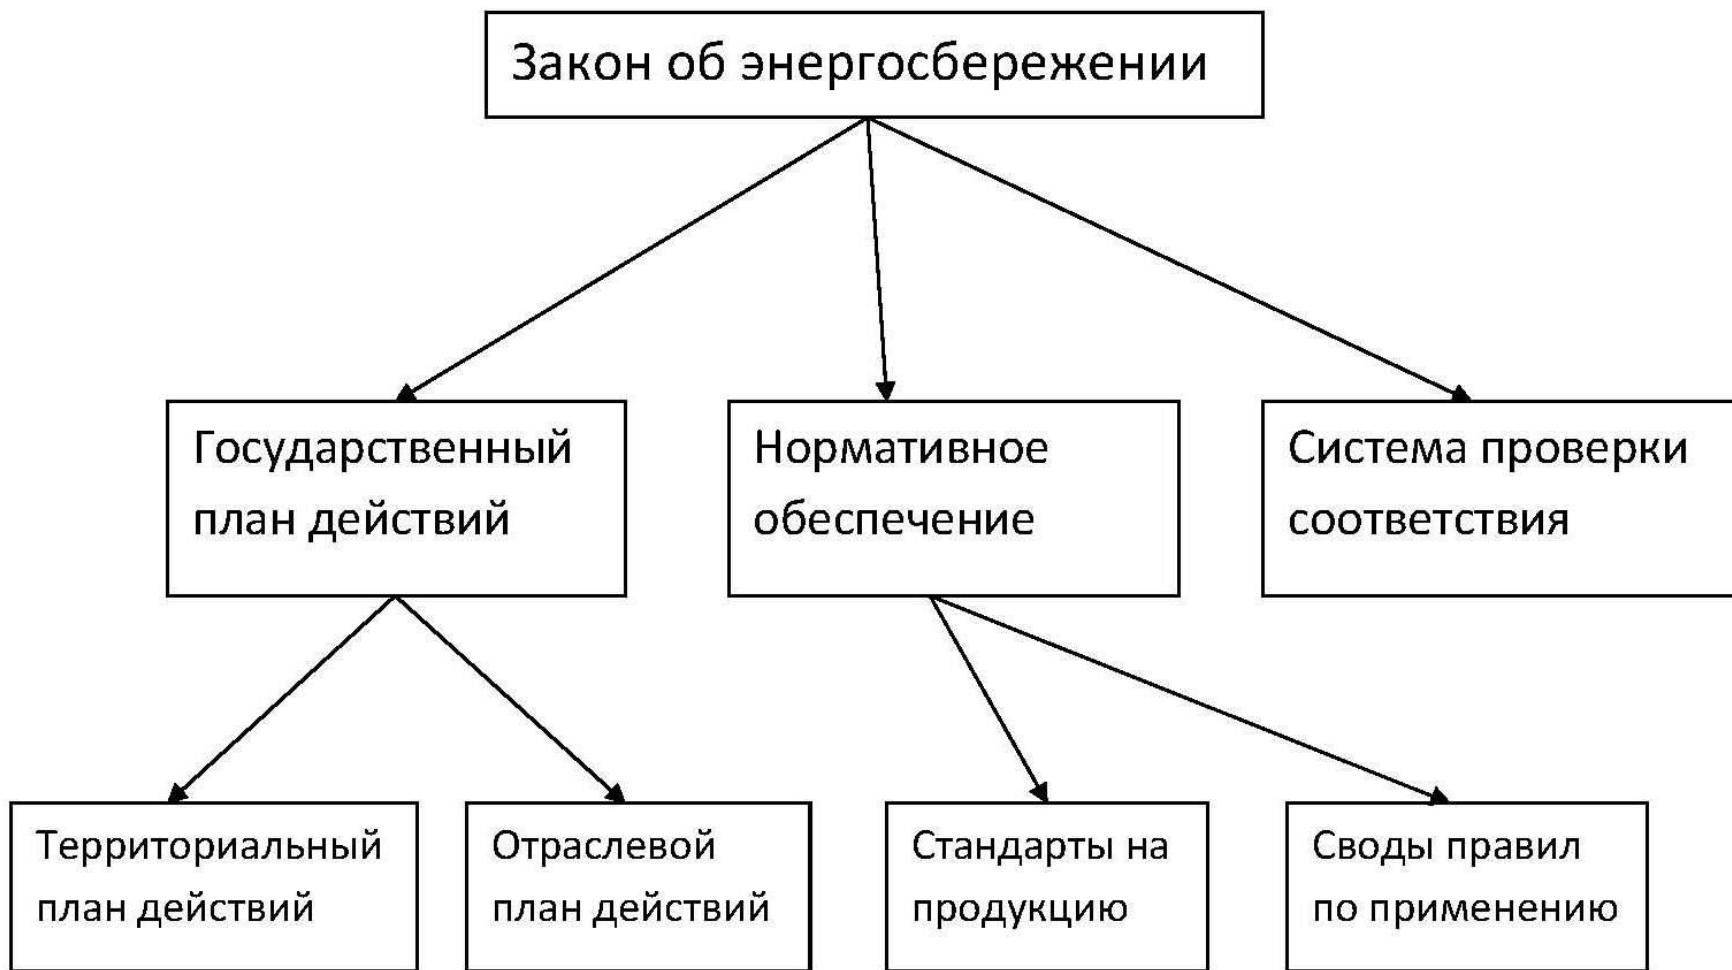 Закон об энергосбережении
Государственный
план действий
Нормативное
обеспечение
Система проверки
соответствия
Территориальный
план действий
Отраслевой
план действий
Стандарты на
продукцию
Своды правил
по применению